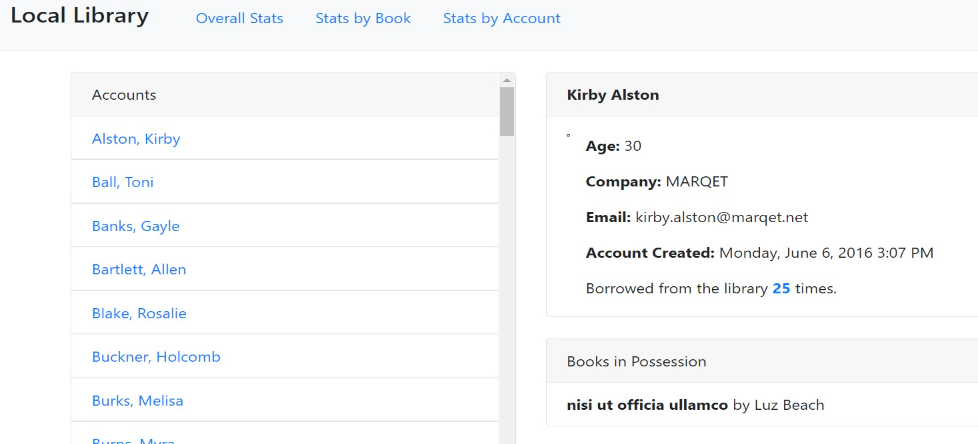 Local Library
Overall Stats
Stats by Book
Stats by Account
Accounts
Alston, Kirby
Ball, Toni
Banks, Gayle
Bartlett, Allen
Blake, Rosalie
Buckner, Holcomb
Burks, Melisa
Burns, Myra
Kirby Alston
Age: 30
Company: MARQET
Email: kirby.alston@marqet.net
Account Created: Monday, June 6, 2016 3:07 PM
Borrowed from the library 25 times.
Books in Possession
nisi ut officia ullamco by Luz Beach